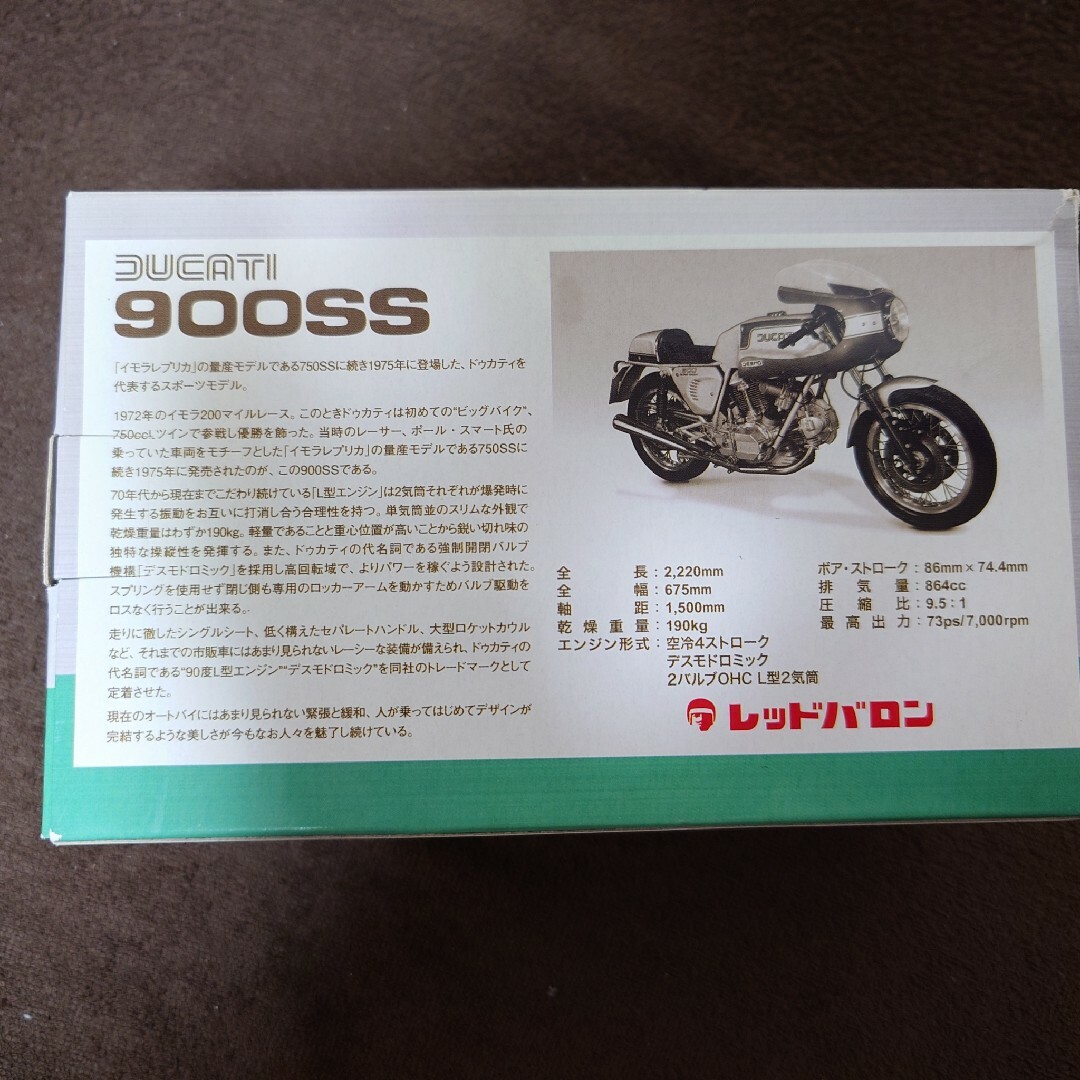 DUCATI
900SS
「イモラレプリカ」の量産モデルである750SSに続き1975年に登場した、ドゥカティを
代表するスポーツモデル。
1972年のイモラ200マイルレース。このときドゥカティは初めての"ビッグバイク"、
750ccLツインで参戦し優勝を飾った。当時のレーサー、ポール・スマート氏の
乗っていた車両をモチーフとした「イモラレプリカ」の量産モデルである750SSに
続き1975年に発売されたのが、この900SSである。
70年代から現在までこだわり続けている「L型エンジン」は2気筒それぞれが爆発時に
発生する振動をお互いに打消し合う合理性を持つ。単気筒並のスリムな外観で
乾燥重量はわずか190kg。軽量であることと重心位置が高いことから鋭い切れ味の
独特な操縦性を発揮する。また、ドゥカティの代名詞である強制開閉バルブ
機構「デスモドロミック」を採用し高回転域で、よりパワーを稼ぐよう設計された。
スプリングを使用せず閉じ側も専用のロッカーアームを動かすためバルブ駆動を
ロスなく行うことが出来る。
走りに徹したシングルシート、低く構えたセパレートハンドル、大型ロケットカウル
など、それまでの市販車にはあまり見られないレーシーな装備が備えられ、ドゥカティの
代名詞である"90度L型エンジン""デスモドロミック"を同社のトレードマークとして
定着させた。
現在のオートバイにはあまり見られない緊張と緩和、人が乗ってはじめてデザインが
完結するような美しさが今もなお人々を魅了し続けている。
DUCATI
900
全長：2,220mm
全幅：675mm
軸距：1,500mm
乾燥重量：190kg
エンジン形式：空冷4ストローク
デスモドロミック
2バルブOHC L型2気筒
ボア・ストローク：86mm×74.4mm
排気量：864cc
圧縮比：9.5：1
最高出力：73ps/7,000rpm
レッドバロン